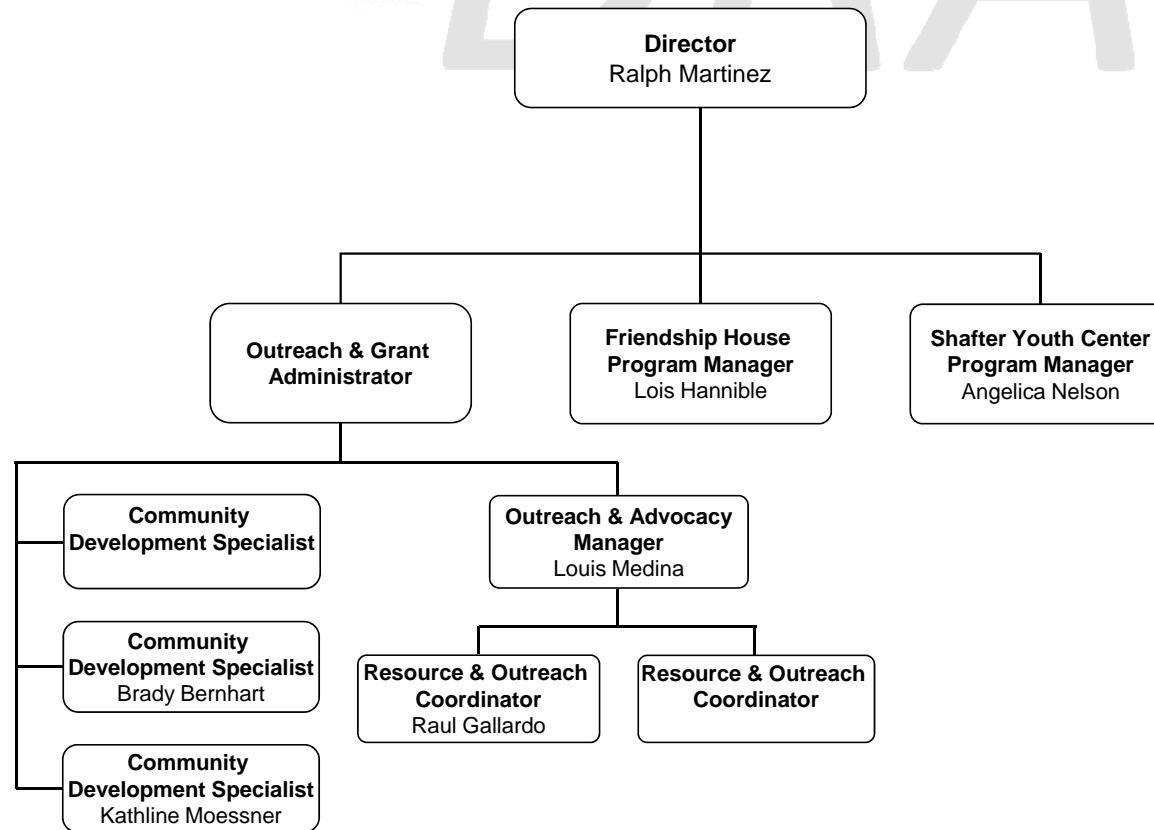 Director
Ralph Martinez
Outreach & Grant
Administrator
Friendship House
Program Manager
Lois Hannible
Shafter Youth Center
Program Manager
Angelica Nelson
Community
Development Specialist
Outreach & Advocacy
Manager
Louis Medina
Community
Development Specialist
Brady Bernhart
Resource & Outreach
Coordinator
Raul Gallardo
Resource & Outreach
Coordinator
Community
Development Specialist
Kathline Moessner